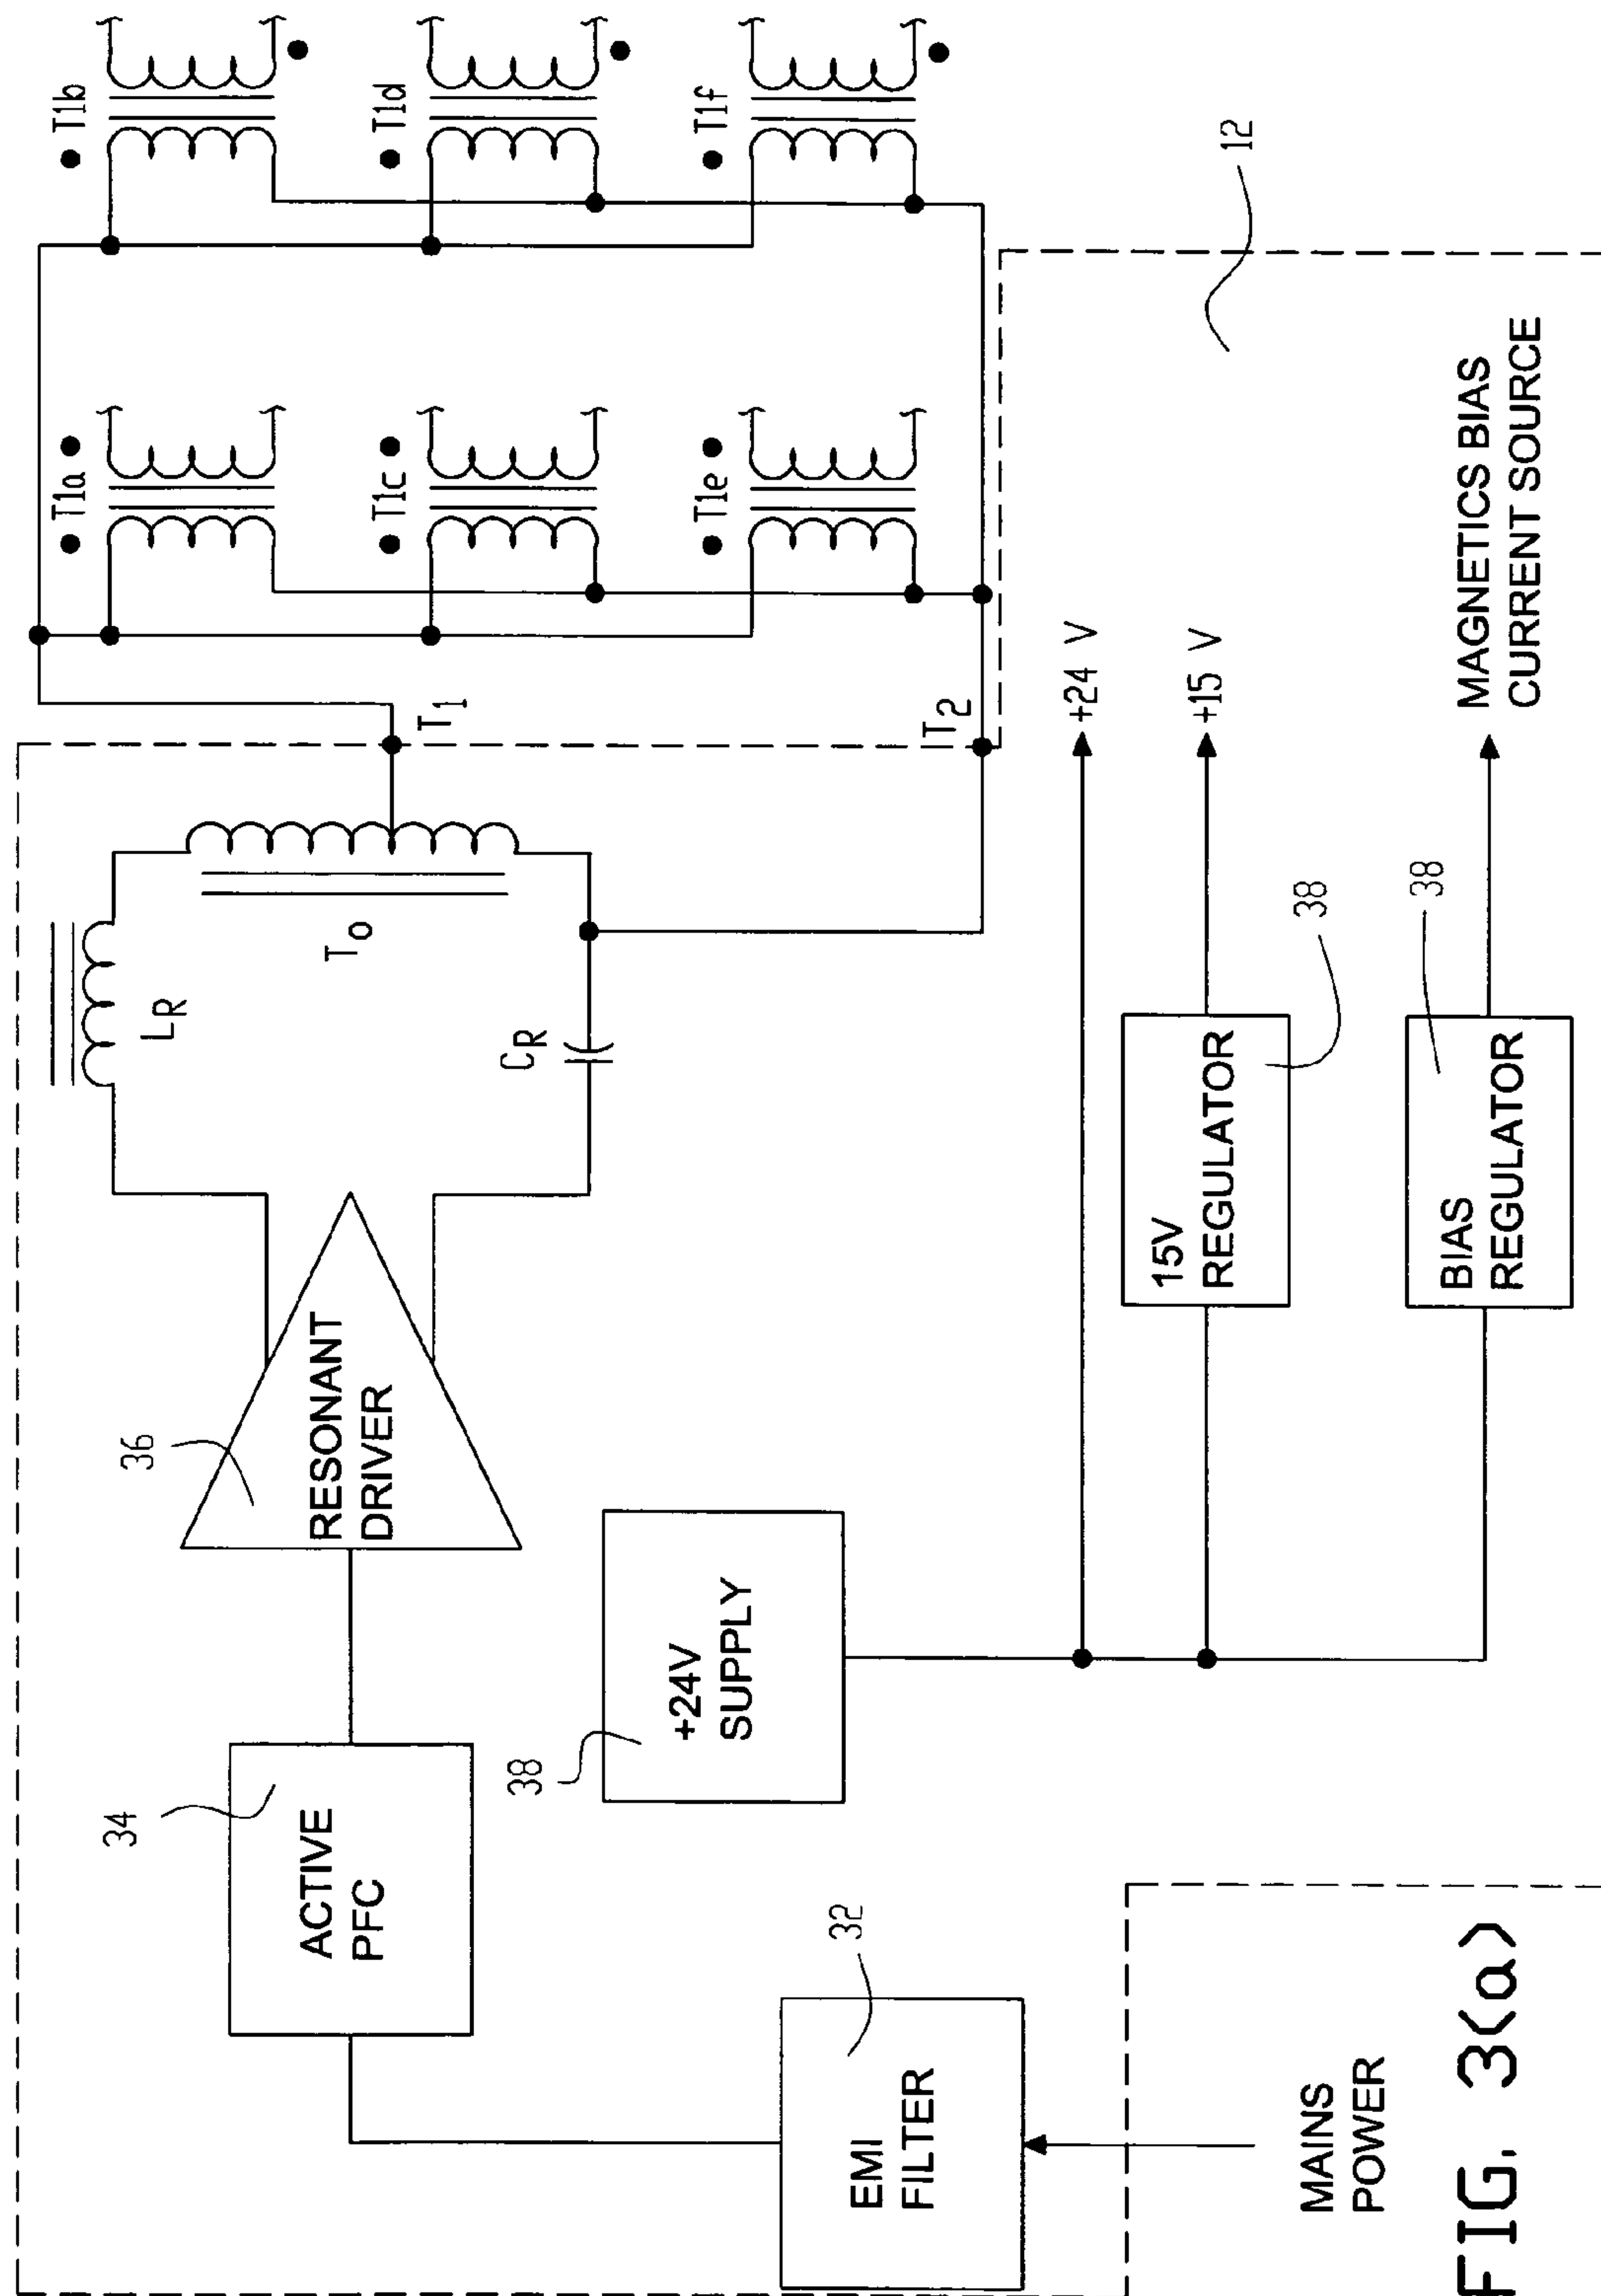 T1a
T1b
T1c
T1d
T1e
T1f
LR
To
CR
T1
T2
36
RESONANT
DRIVER
34
ACTIVE
PFC
38
+24V
SUPPLY
32
EMI
FILTER
MAINS
POWER
+24 V
15V
REGULATOR
38
+15 V
BIAS
REGULATOR
38
MAGNETICS BIAS
CURRENT SOURCE
12
FIG. 3(a)